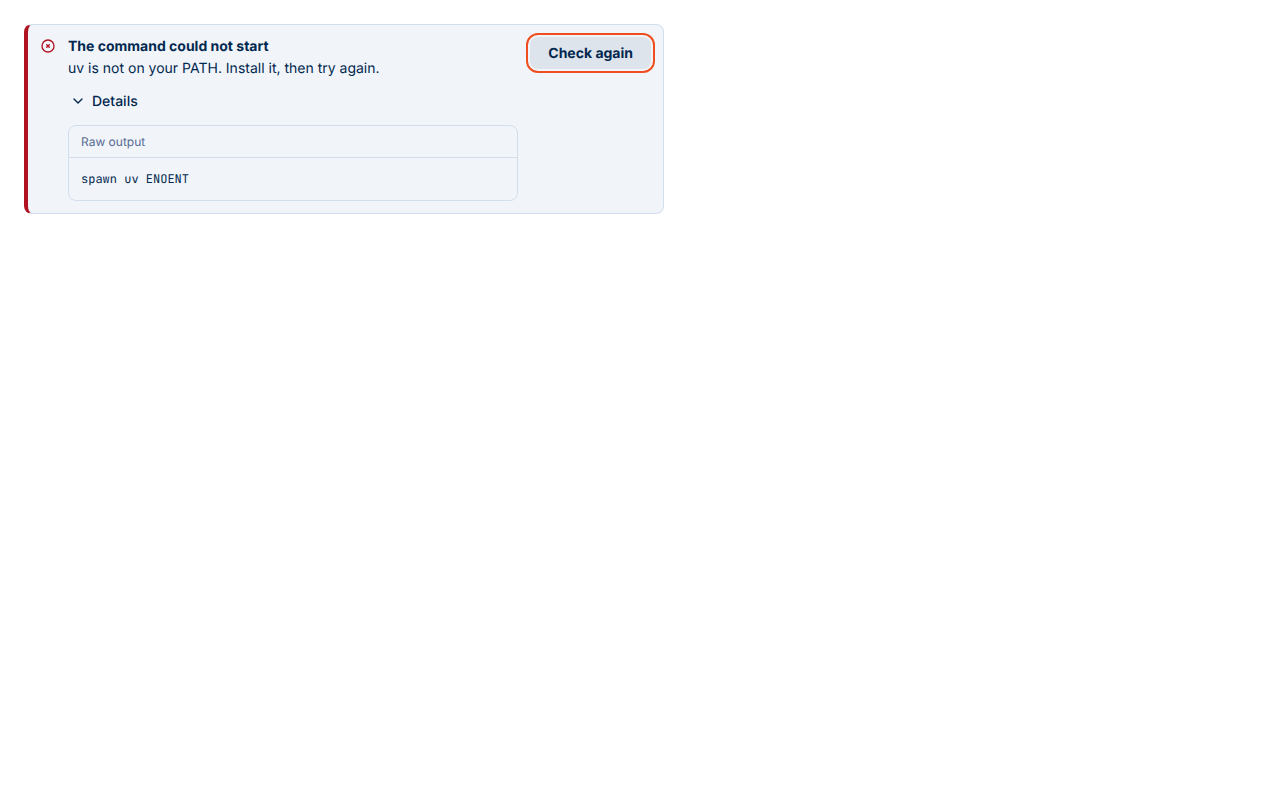 The command could not start
Check again
uv is not on your PATH. Install it, then try again.
Details
Raw output
spawn uv ENOENT